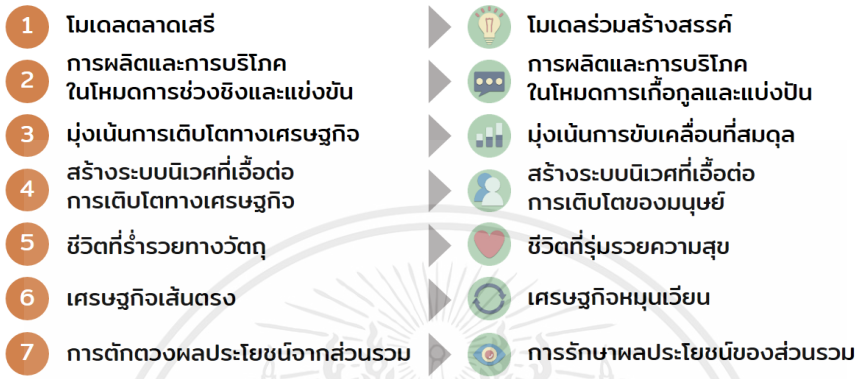 1 โมเดลตลาดเสรี
โมเดลร่วมสร้างสรรค์
2 การผลิตและการบริโภค
ในโหมดการช่วงชิงและแข่งขัน
การผลิตและการบริโภค
ในโหมดการเกื้อกูลและแบ่งปัน
3 มุ่งเน้นการเติบโตทางเศรษฐกิจ
มุ่งเน้นการขับเคลื่อนที่สมดุล
4 สร้างระบบนิเวศที่เอื้อต่อ
การเติบโตทางเศรษฐกิจ
สร้างระบบนิเวศที่เอื้อต่อ
การเติบโตของมนุษย์
5 ชีวิตที่ร่ำรวยทางวัตถุ
ชีวิตที่รุ่มรวยความสุข
6 เศรษฐกิจเส้นตรง
เศรษฐกิจหมุนเวียน
7 การตักตวงผลประโยชน์จากส่วนรวม
การรักษาผลประโยชน์ของส่วนรวม